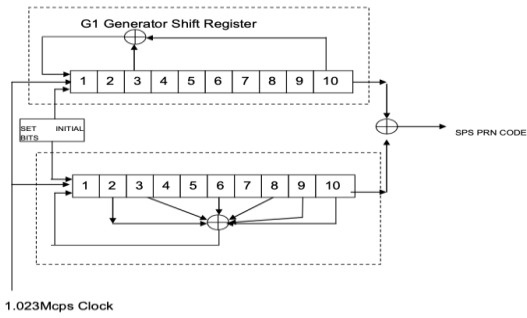 G1 Generator Shift Register
1 2 3 4 5 6 7 8 9 10
SET INITIAL
BITS
SPS PRN CODE
1 2 3 4 5 6 7 8 9 10
1.023Mcps Clock